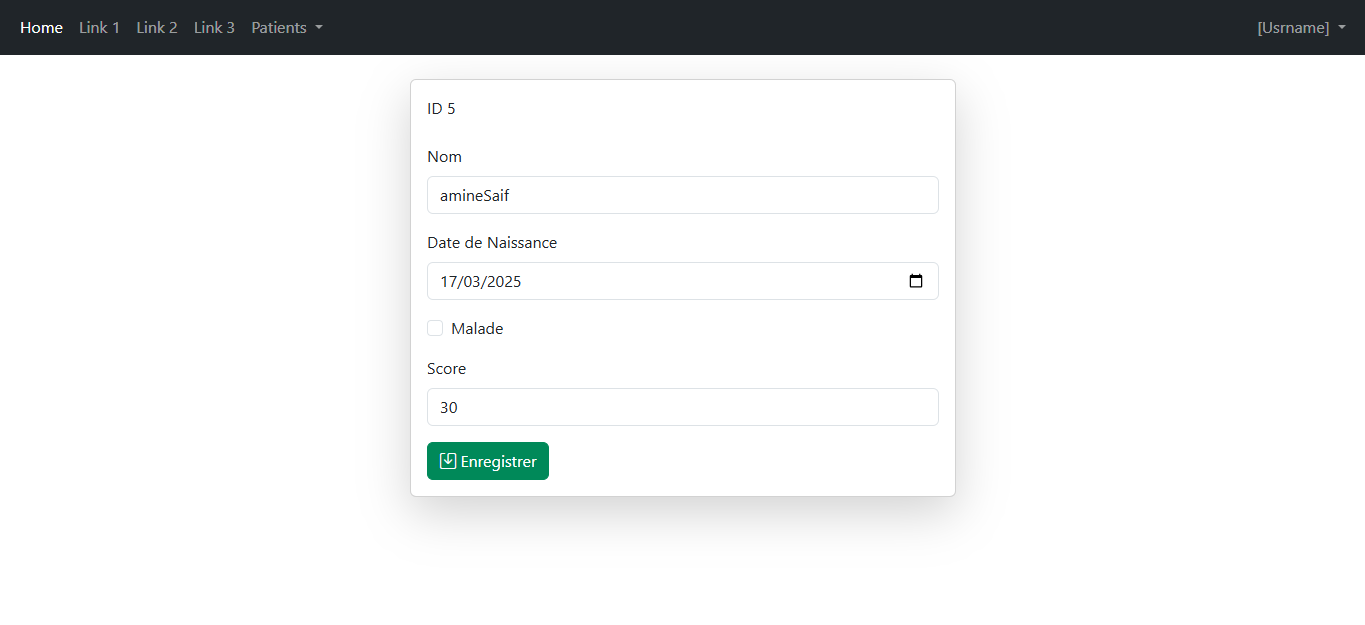 Home Link 1 Link 2 Link 3 Patients [Usrname]
ID 5
Nom
amineSaif
Date de Naissance
17/03/2025
Malade
Score
30
Enregistrer